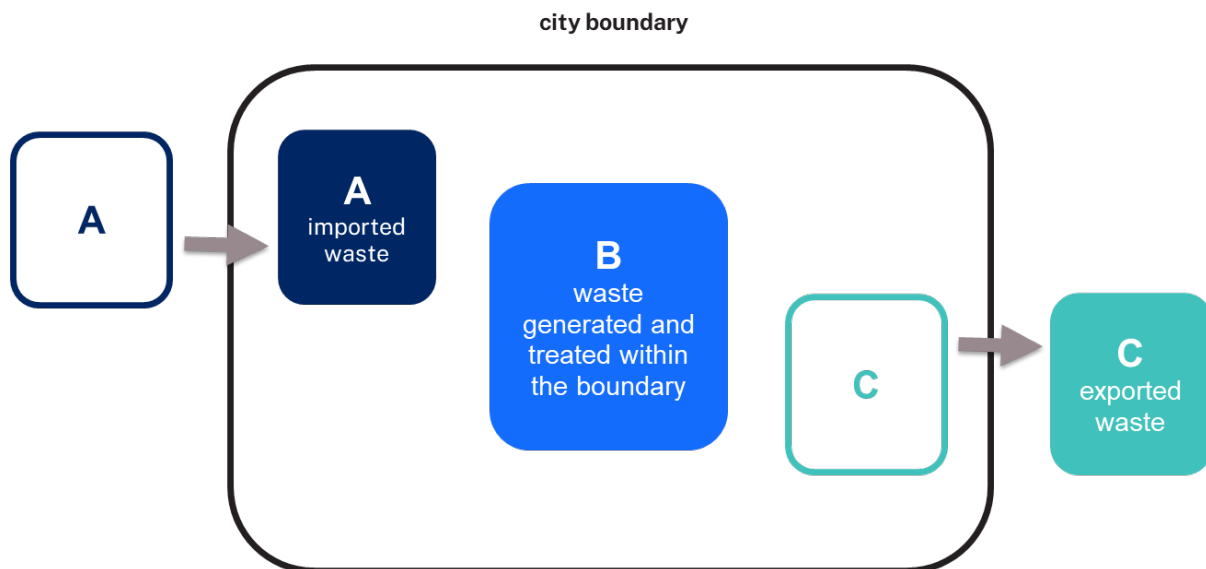 city boundary
A
A
imported
waste
B
waste
generated and
treated within
the boundary
C
C
exported
waste